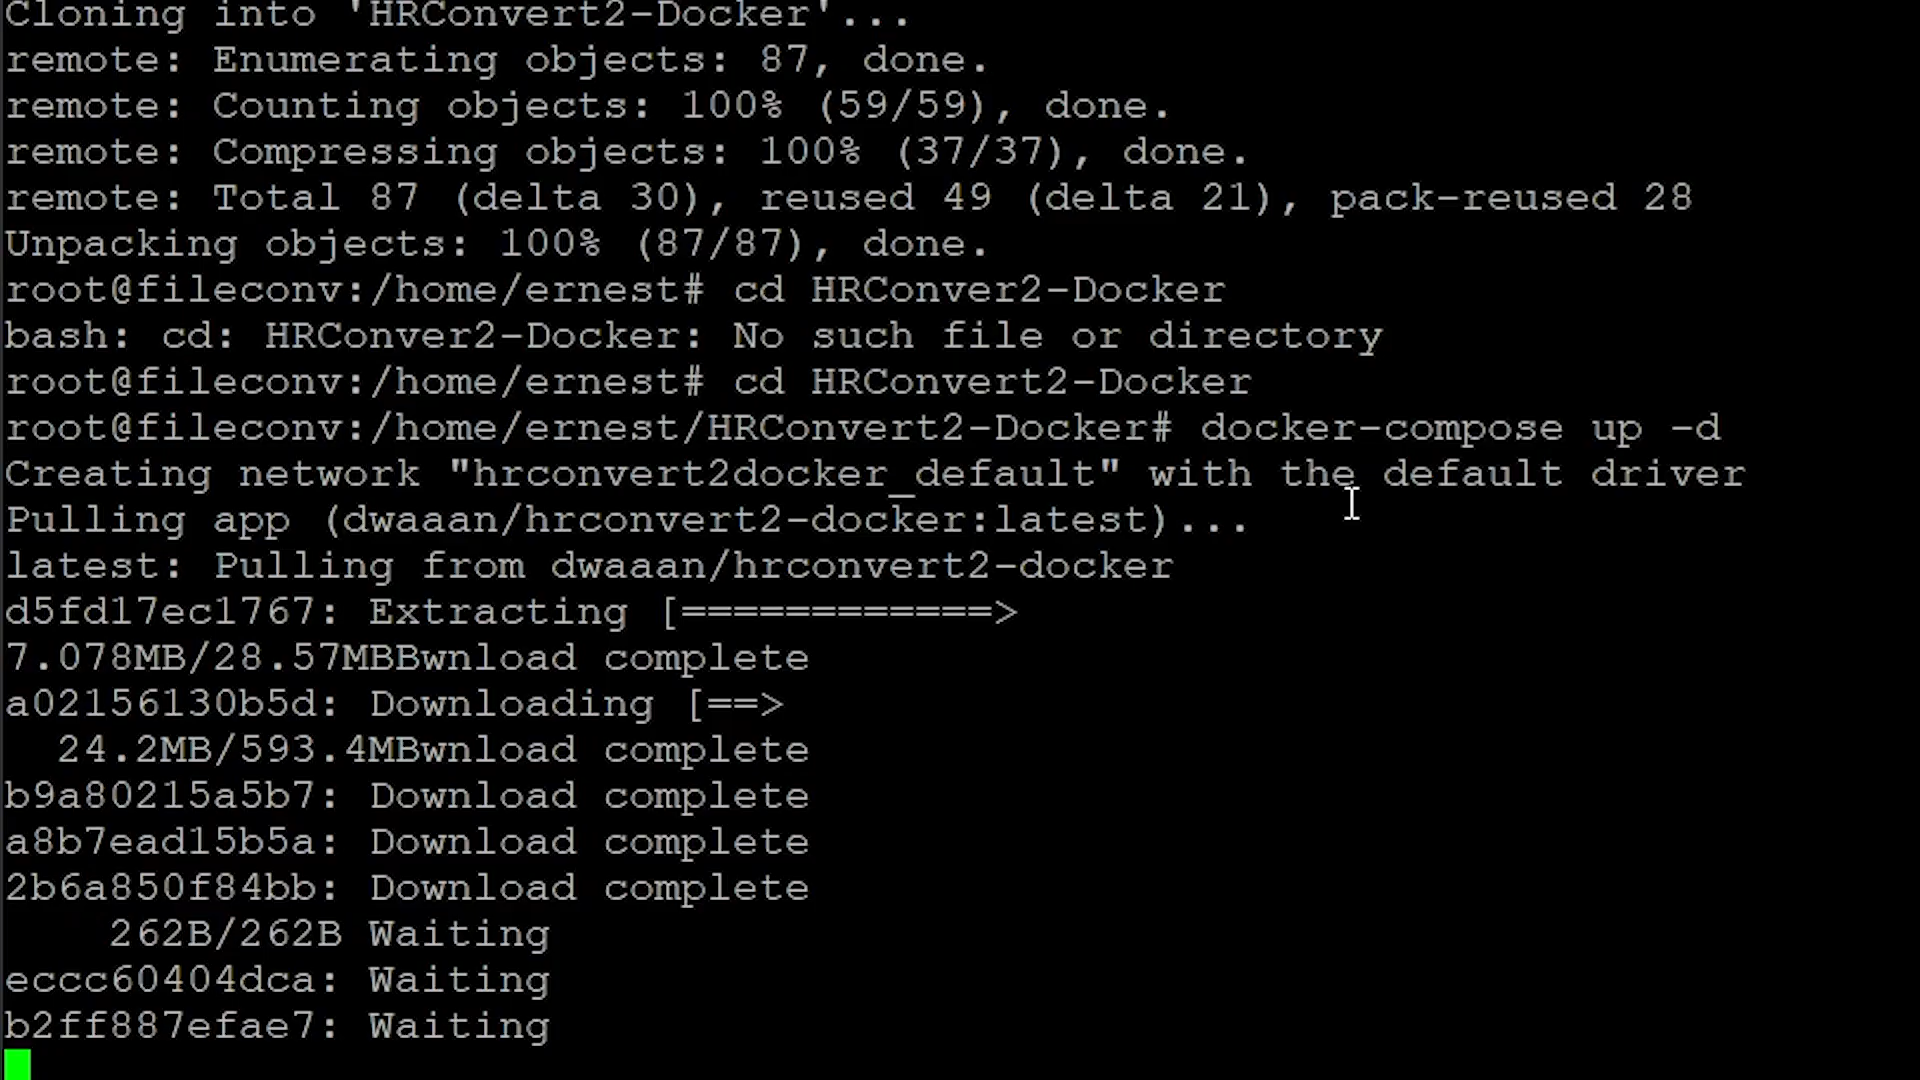 Cloning into 'HRConvert2-Docker'...
remote: Enumerating objects: 87, done.
remote: Counting objects: 100% (59/59), done.
remote: Compressing objects: 100% (37/37), done.
remote: Total 87 (delta 30), reused 49 (delta 21), pack-reused 28
Unpacking objects: 100% (87/87), done.
root@fileconv:/home/ernest# cd HRConver2-Docker
bash: cd: HRConver2-Docker: No such file or directory
root@fileconv:/home/ernest# cd HRConvert2-Docker
root@fileconv:/home/ernest/HRConvert2-Docker# docker-compose up -d
Creating network "hrconvert2docker_default" with the default driver
Pulling app (dwaaan/hrconvert2-docker:latest)...
latest: Pulling from dwaaan/hrconvert2-docker
d5fd17ec1767: Extracting [============>
7.078MB/28.57MBBwnload complete
a02156130b5d: Downloading [==>
  24.2MB/593.4MBwnload complete
b9a80215a5b7: Download complete
a8b7ead15b5a: Download complete
2b6a850f84bb: Download complete
    262B/262B Waiting
eccc60404dca: Waiting
b2ff887efae7: Waiting